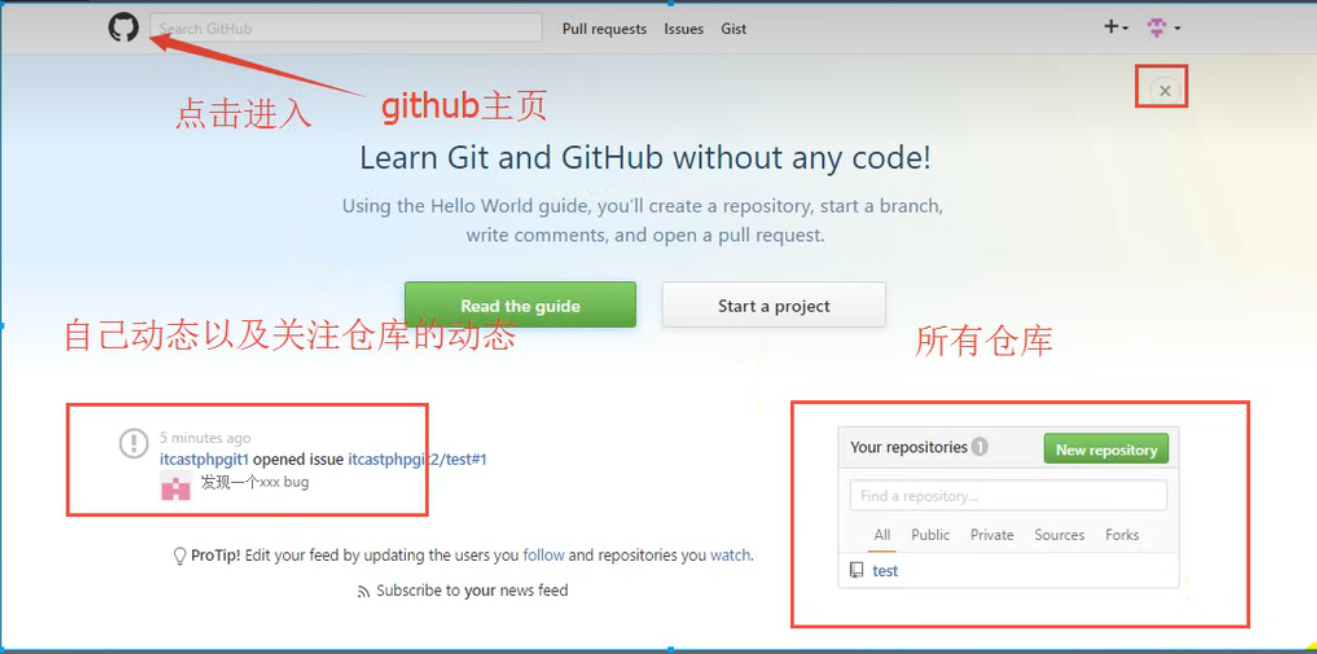 Search GitHub
Pull requests Issues Gist
点击进入
github主页
Learn Git and GitHub without any code!
Using the Hello World guide, you'll create a repository, start a branch,
write comments, and open a pull request.
Read the guide
Start a project
自己动态以及关注仓库的动态
所有仓库
5 minutes ago
itcastphpgit1 opened issue itcastphpgit2/test#1
发现一个xxx bug
Your repositories 1
New repository
Find a repository...
All Public Private Sources Forks
test
ProTip! Edit your feed by updating the users you follow and repositories you watch.
Subscribe to your news feed